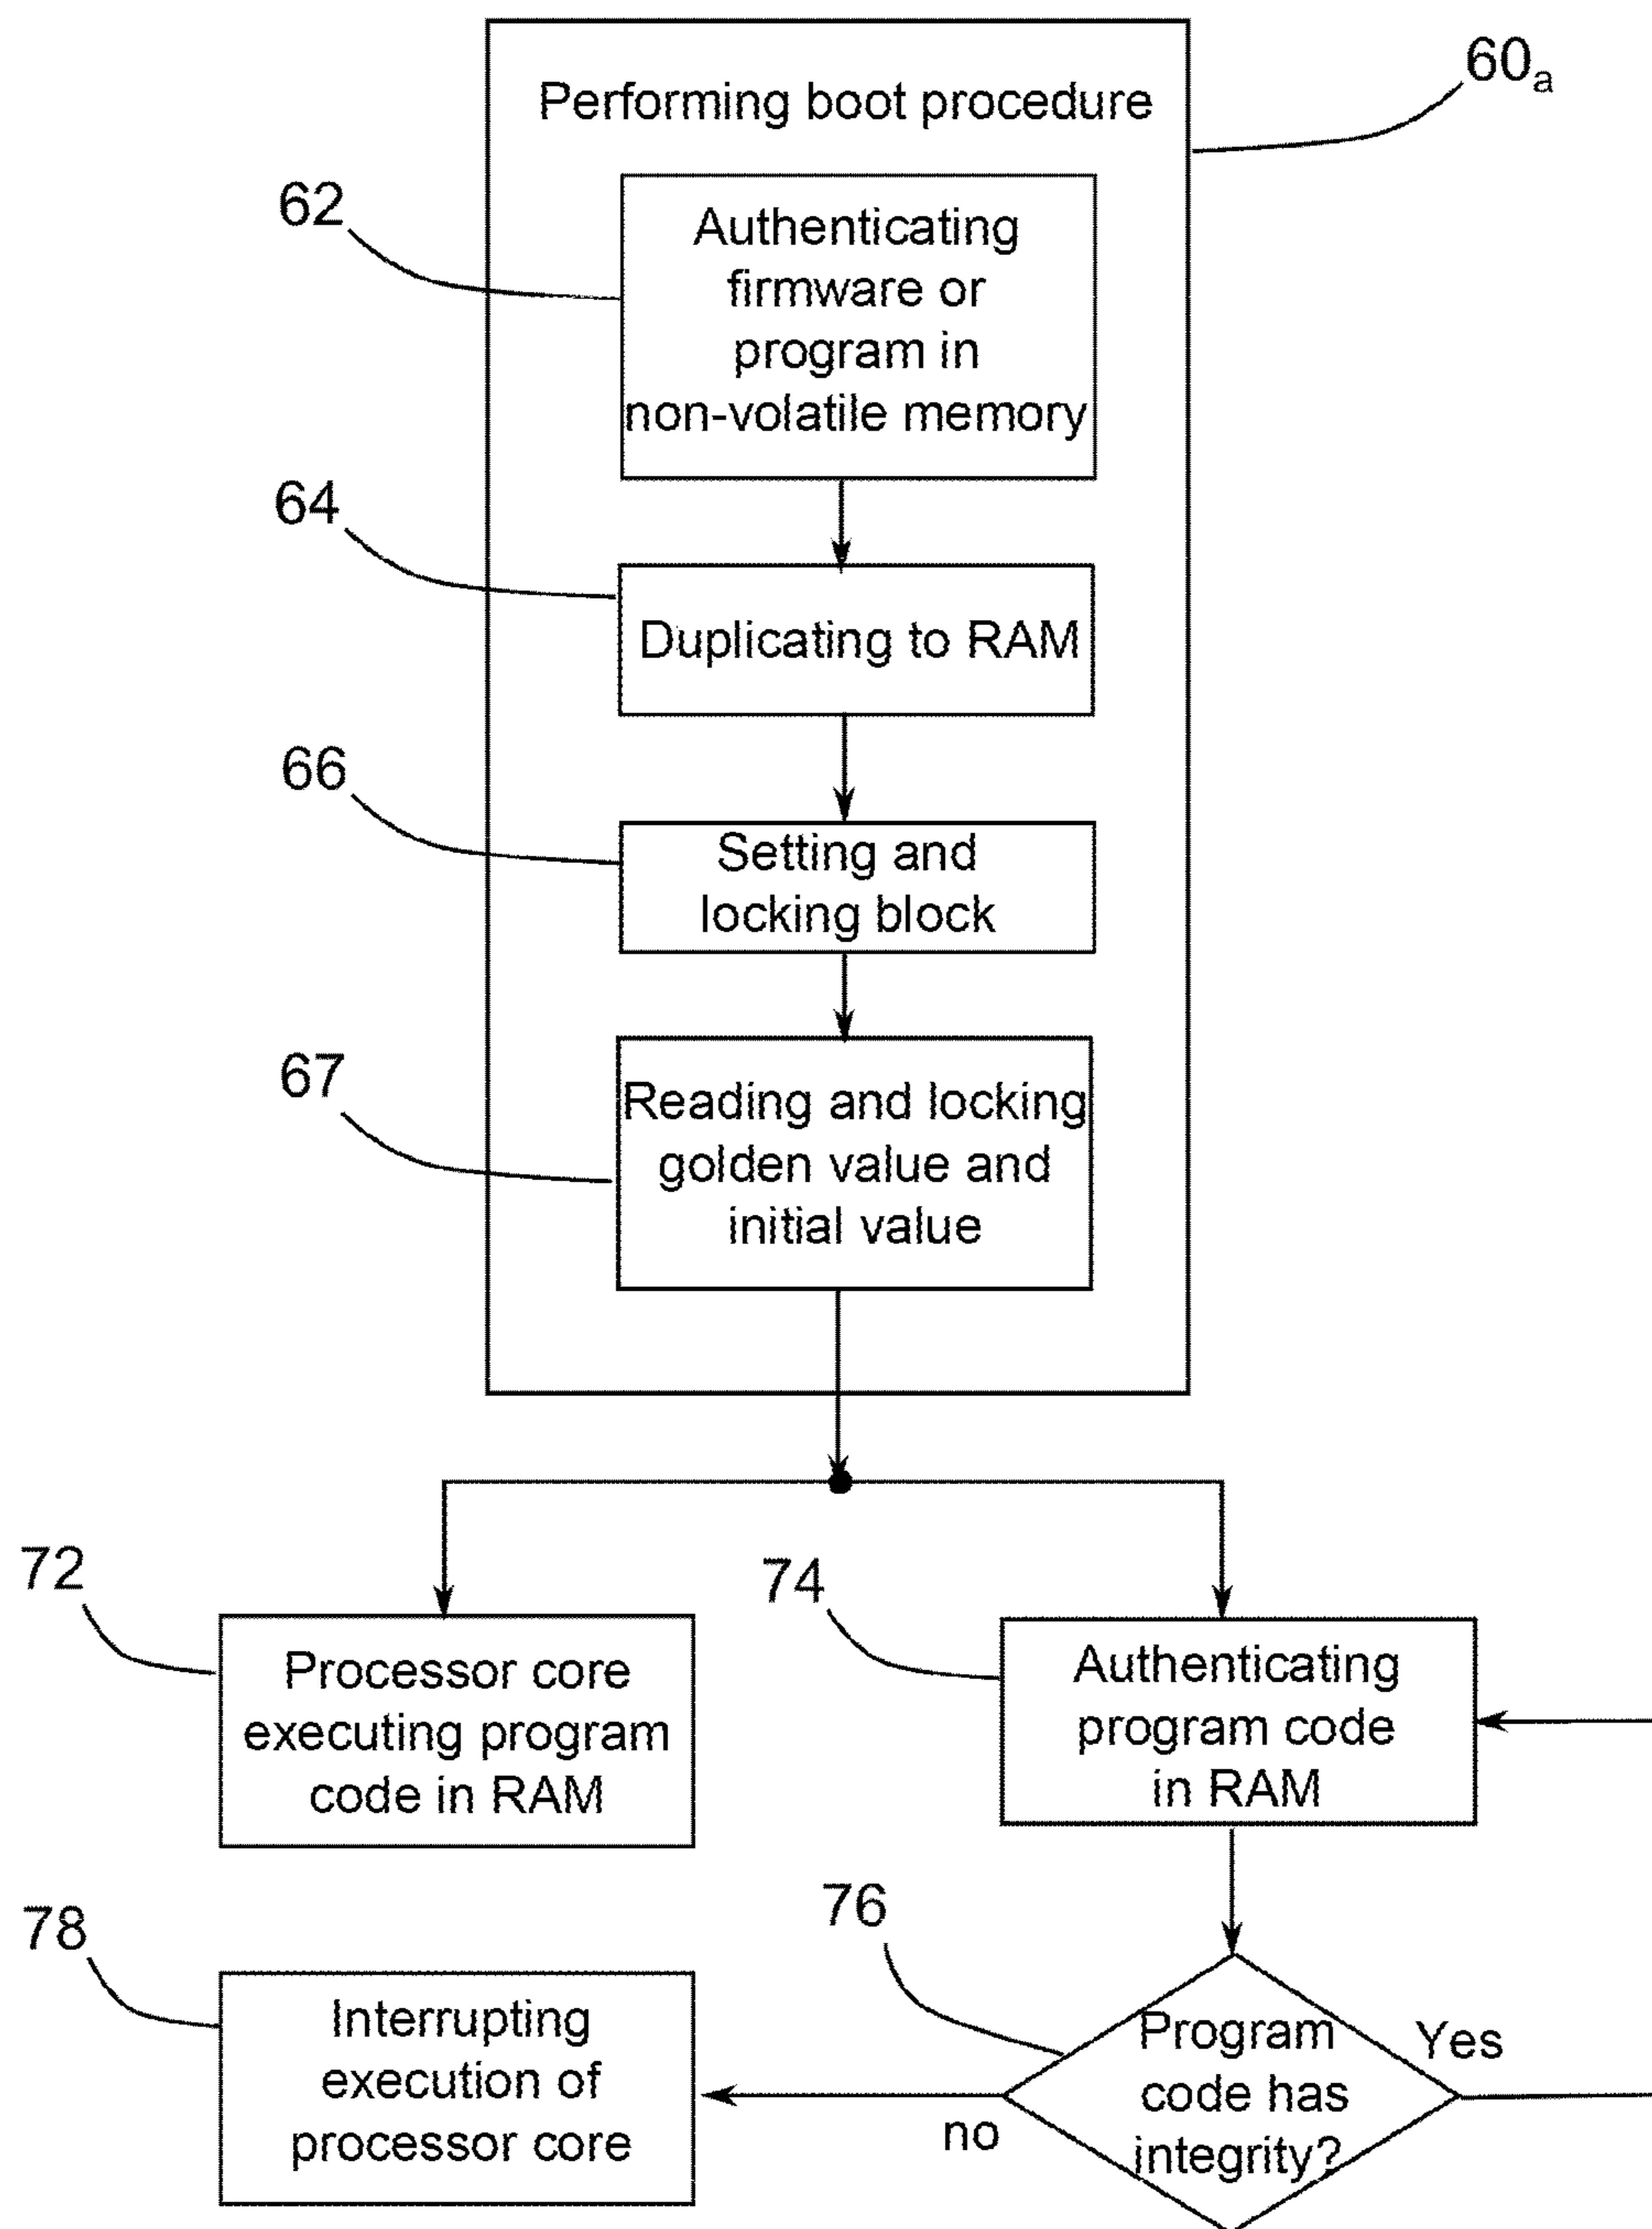 60a
Performing boot procedure
62
Authenticating
firmware or
program in
non-volatile memory
64
Duplicating to RAM
66
Setting and
locking block
67
Reading and locking
golden value and
initial value
72
Processor core
executing program
code in RAM
74
Authenticating
program code
in RAM
76
Program
code has
integrity?
Yes
no
78
Interrupting
execution of
processor core